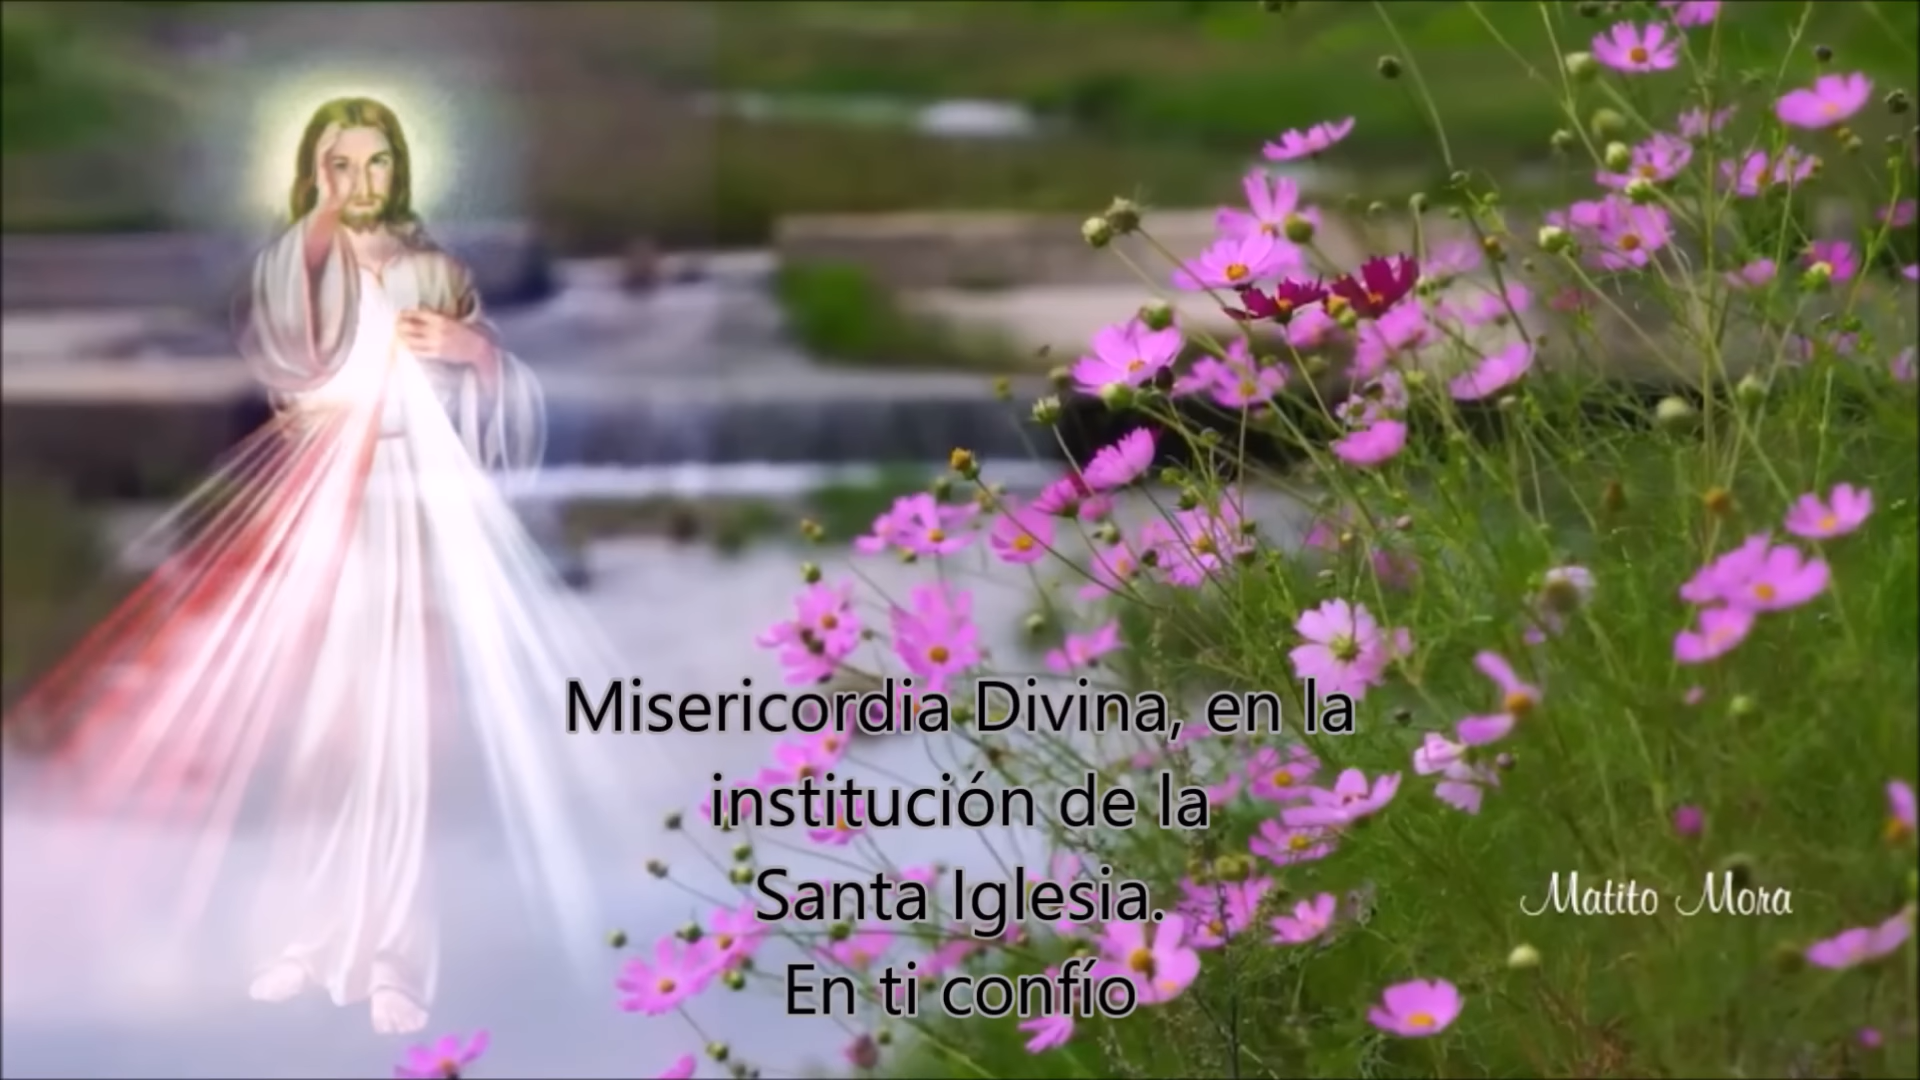 Misericordia Divina, en la
institución de la
Santa Iglesia.
En ti confío
Matito Mora